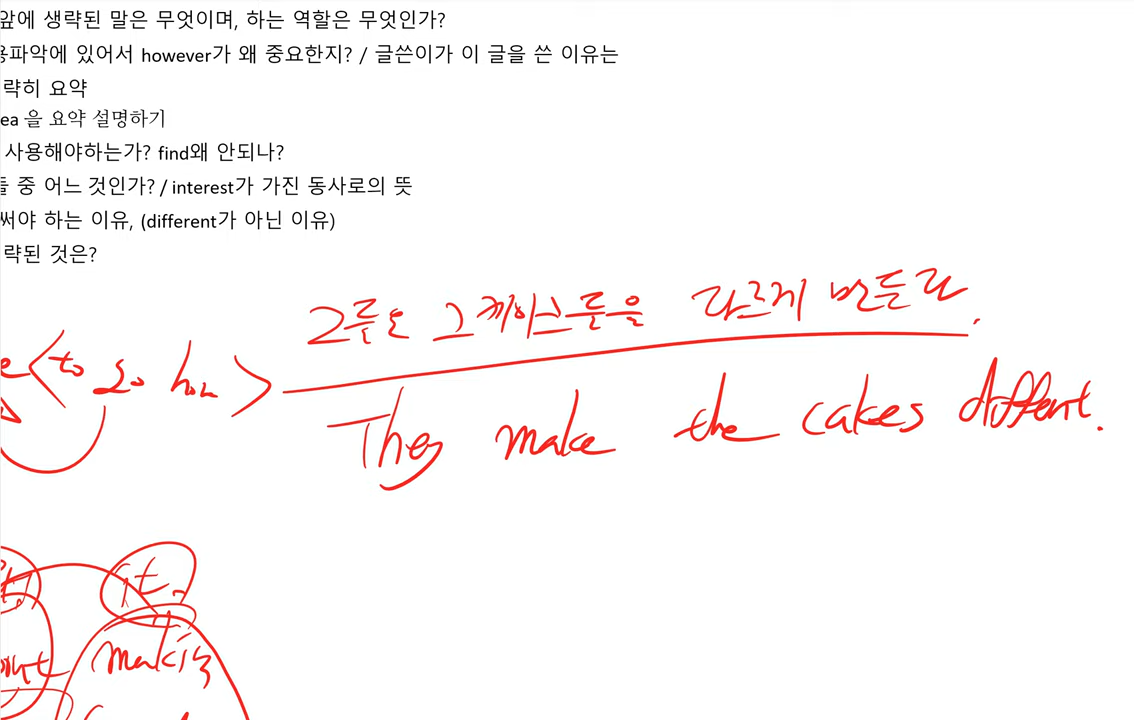 앞에 생략된 말은 무엇이며, 하는 역할은 무엇인가?
용파악에 있어서 however가 왜 중요한지? / 글쓴이가 이 글을 쓴 이유는
략히 요약
ea 을 요약 설명하기
사용해야하는가? find왜 안되나?
들 중 어느 것인가? / interest가 가진 동사로의 뜻
써야 하는 이유, (different가 아닌 이유)
략된 것은?
그들은 그 케이크들을 다르게 만든다.
<to go home>
They make the cakes different.
it.
making